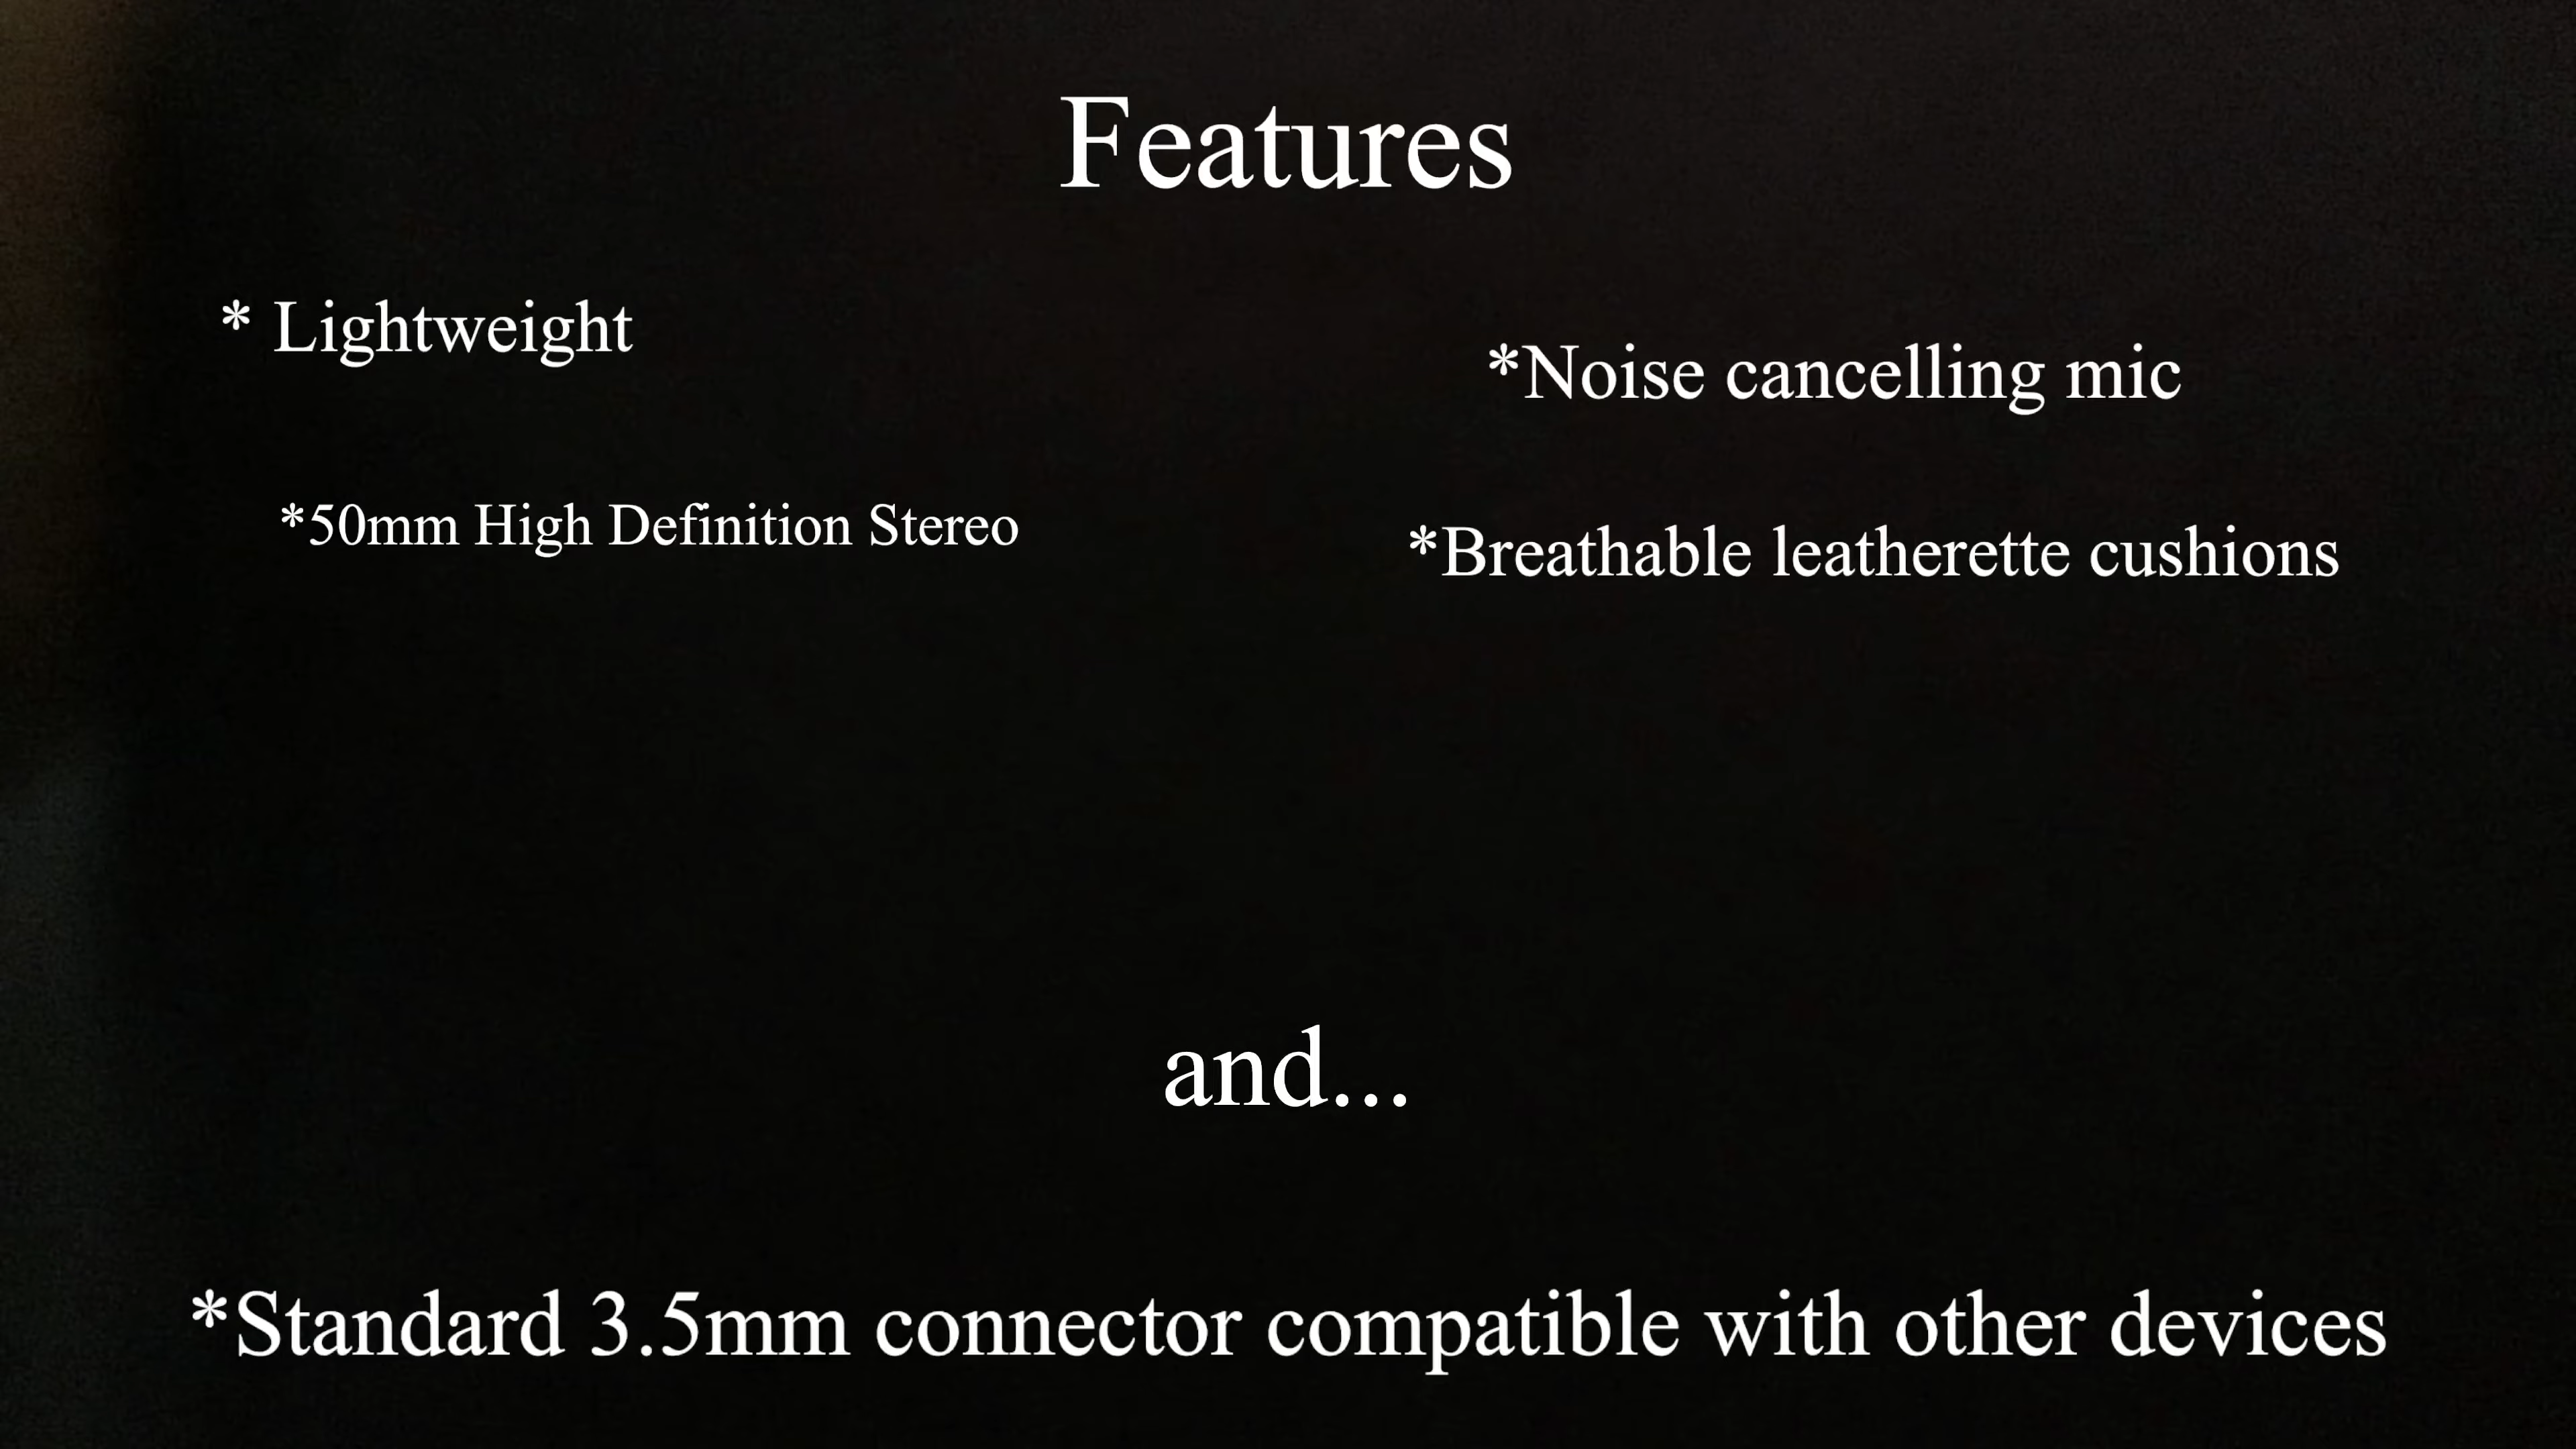 Features
* Lightweight
*Noise cancelling mic
*50mm High Definition Stereo
*Breathable leatherette cushions
and...
*Standard 3.5mm connector compatible with other devices